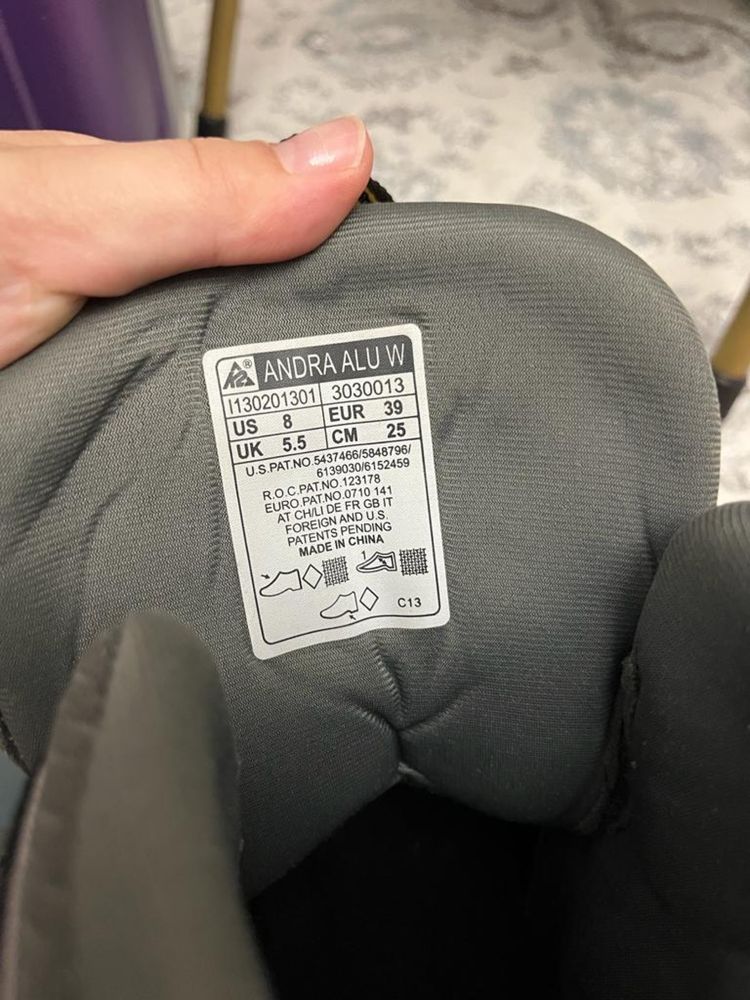 K2® ANDRA ALU W
I130201301 3030013
US 8 EUR 39
UK 5.5 CM 25
U.S.PAT.NO.5437466/5848796/
6139030/6152459
R.O.C.PAT.NO.123178
EURO.PAT.NO.0710 141
AT CH/LI DE FR GB IT
FOREIGN AND U.S.
PATENTS PENDING
MADE IN CHINA
1
C13